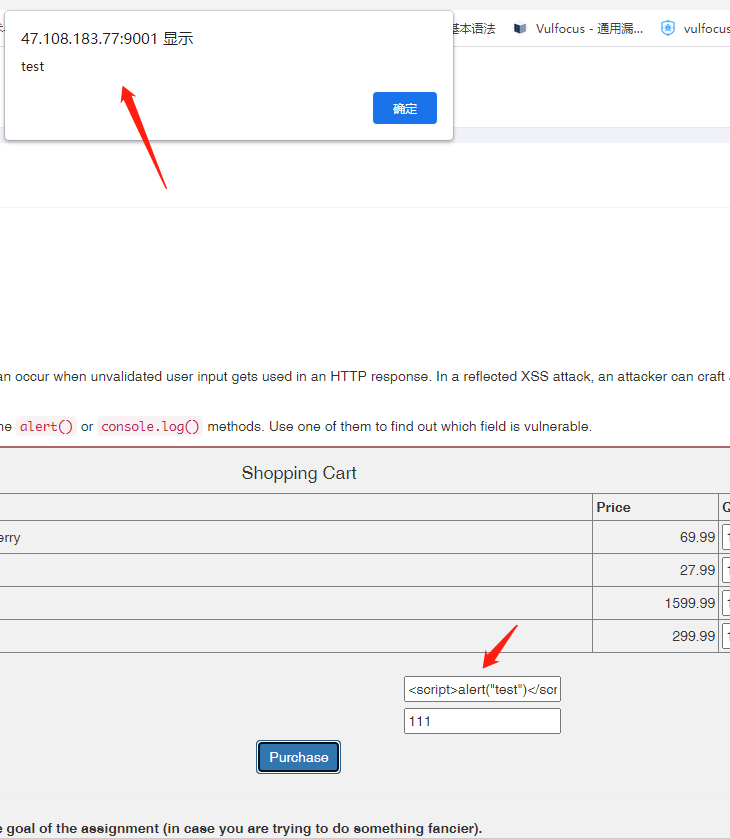 47.108.183.77:9001 显示
test
确定
基本语法
Vulfocus - 通用漏...
vulfocus
an occur when unvalidated user input gets used in an HTTP response. In a reflected XSS attack, an attacker can craft
he alert() or console.log() methods. Use one of them to find out which field is vulnerable.
Shopping Cart
Price
erry
69.99
27.99
1599.99
299.99
<script>alert("test")</scr
111
Purchase
e goal of the assignment (in case you are trying to do something fancier).